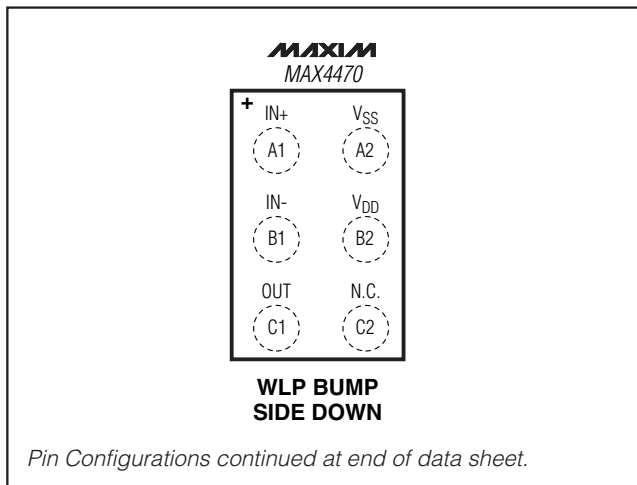 MAXIM
MAX4470
+
IN+ VSS
A1 A2
IN- VDD
B1 B2
OUT N.C.
C1 C2
WLP BUMP
SIDE DOWN
Pin Configurations continued at end of data sheet.